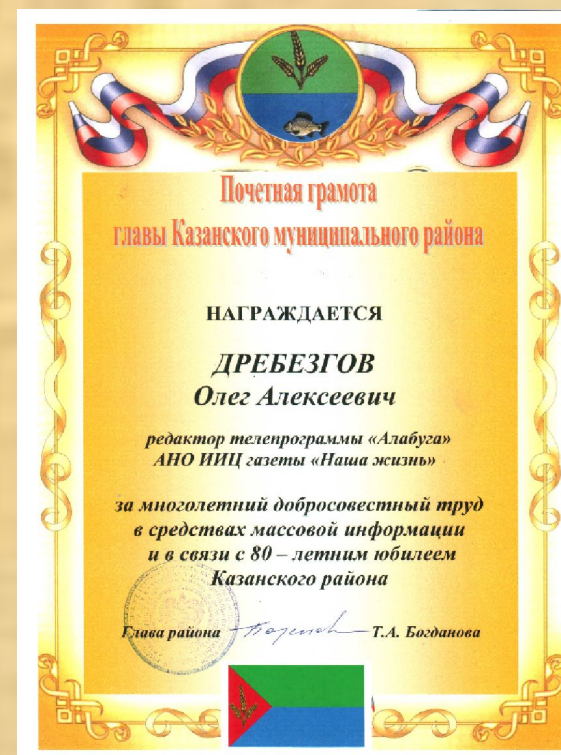 Почетная грамота
главы Казанского муниципального района
НАГРАЖДАЕТСЯ
ДРЕБЕЗГОВ
Олег Алексеевич
редактор телепрограммы «Алабуга»
АНО ИИЦ газеты «Наша жизнь»
за многолетний добросовестный труд
в средствах массовой информации
и в связи с 80 – летним юбилеем
Казанского района
Глава района Т.А. Богданова